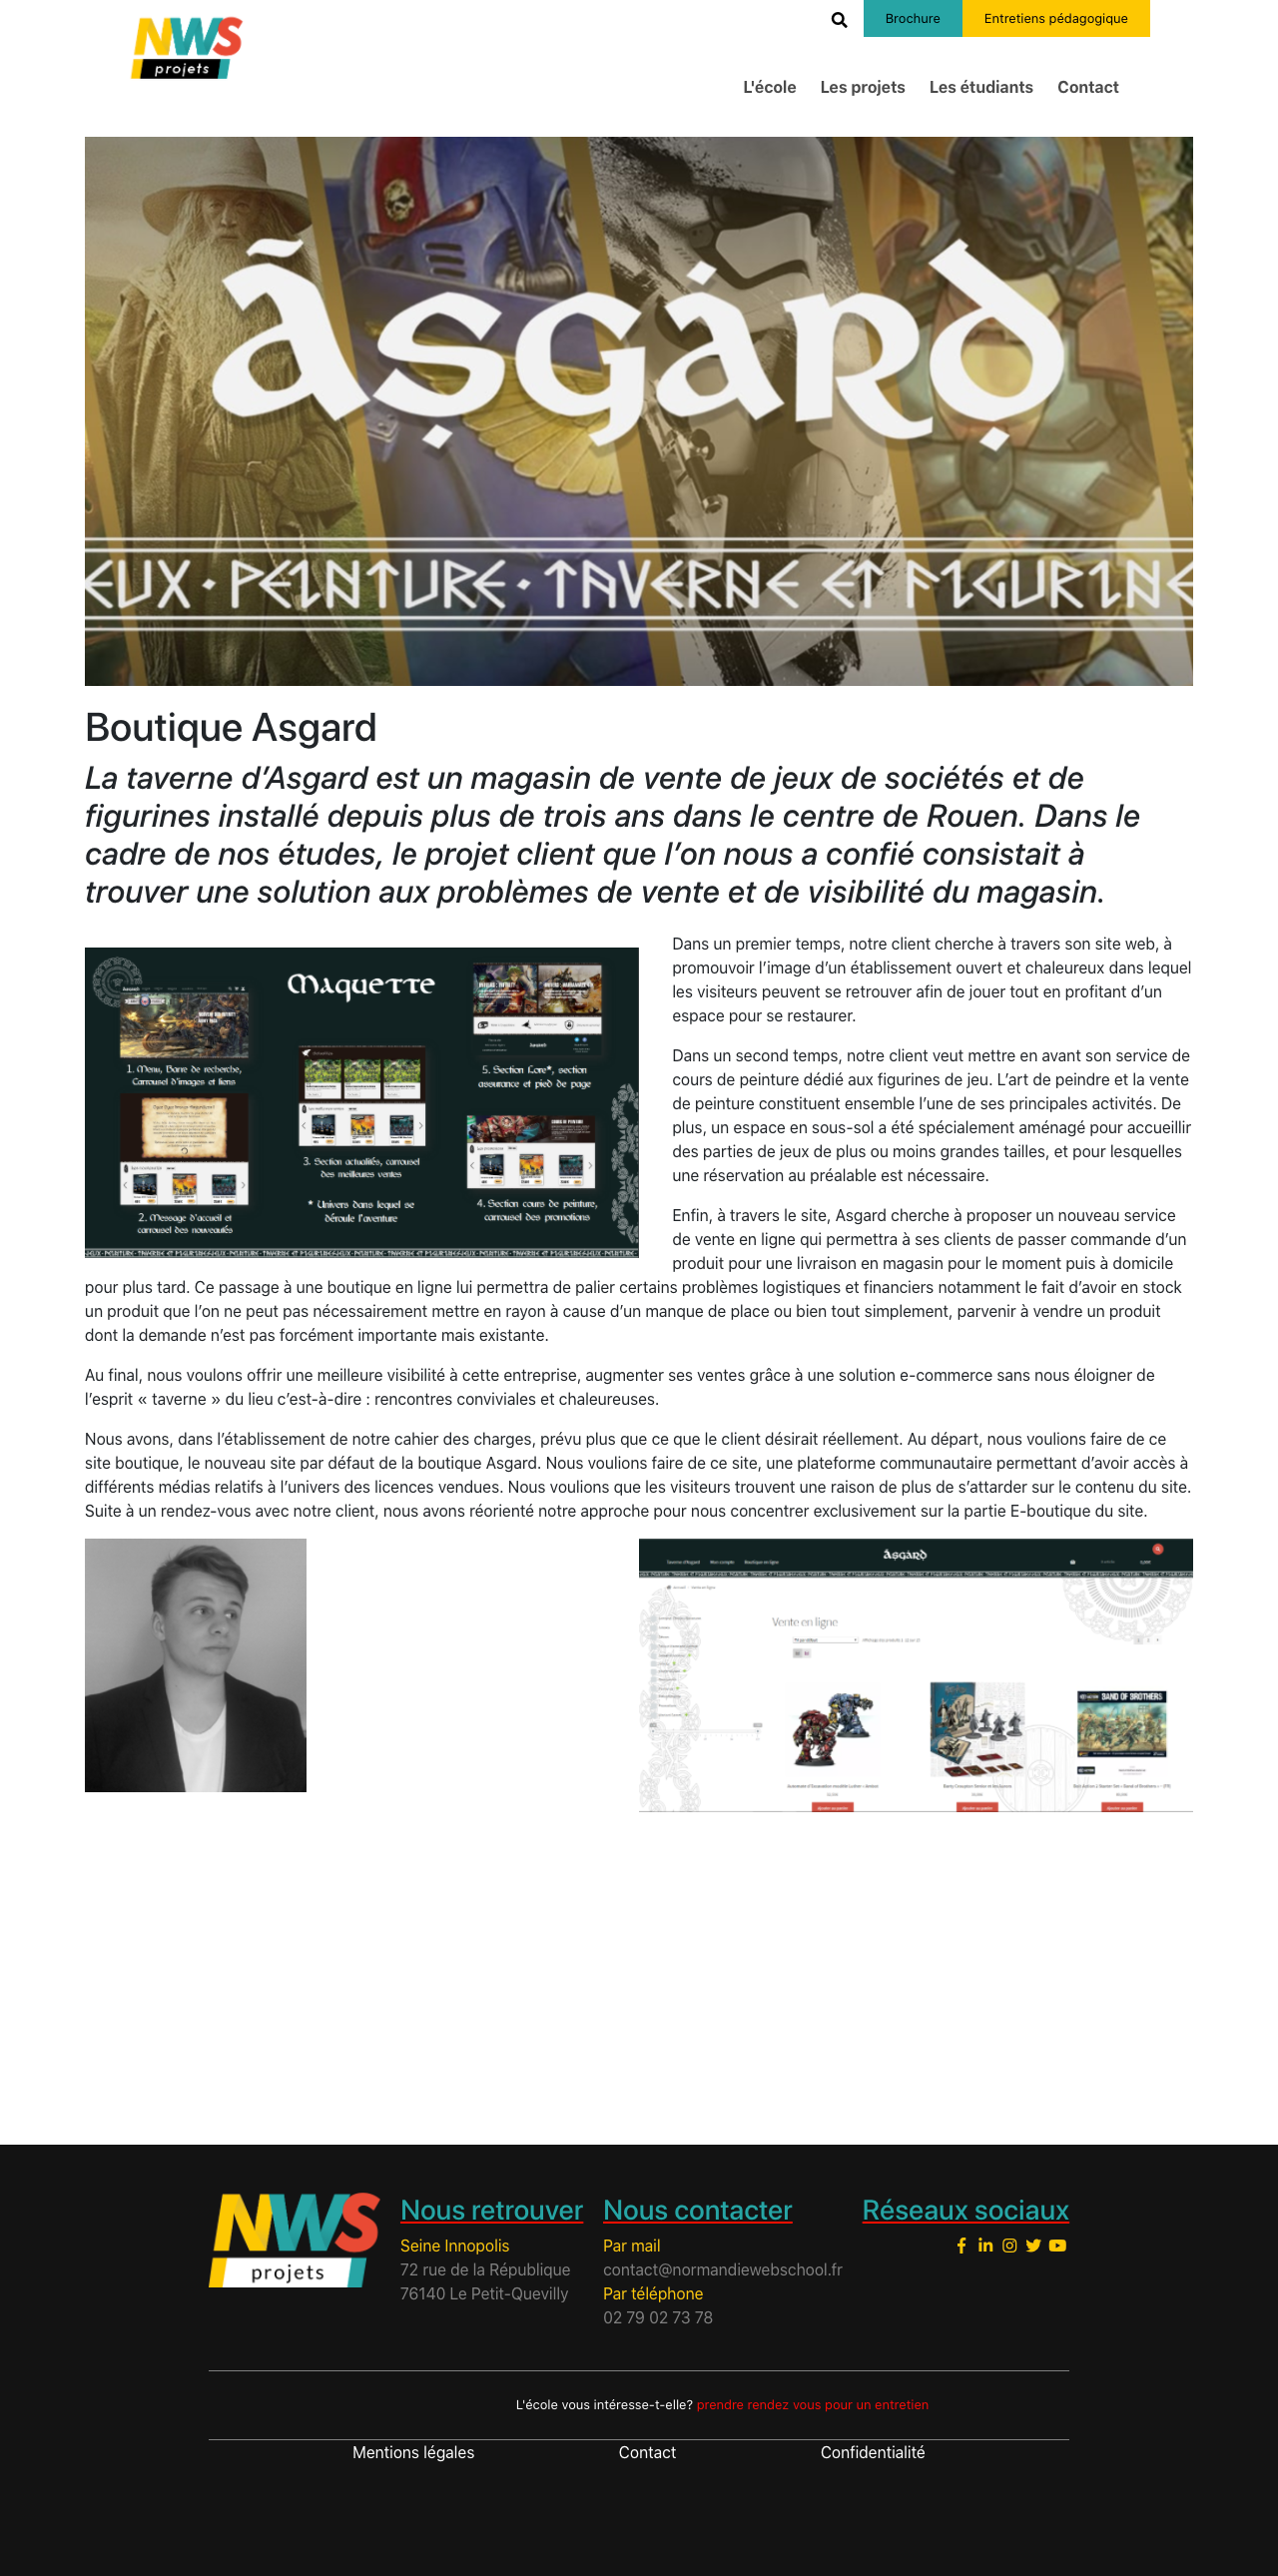 NWS
projets
Brochure
Entretiens pédagogique
L'école
Les projets
Les étudiants
Contact
ãsgard
EUX · PEINTURE · TAVERNE ET FIGURINE
Boutique Asgard
La taverne d’Asgard est un magasin de vente de jeux de sociétés et de
figurines installé depuis plus de trois ans dans le centre de Rouen. Dans le
cadre de nos études, le projet client que l’on nous a confié consistait à
trouver une solution aux problèmes de vente et de visibilité du magasin.
Maquette
1. Menu, Barre de recherche,
Carrousel d'images et liens
2. Message d'accueil et
carrousel des nouveautés
3. Section actualités, carrousel
des meilleures ventes
* Univers dans lequel se
déroule l'aventure
5. Section Lore*, section
assurance et pied de page
4. Section cours de peinture,
carrousel des promotions
Dans un premier temps, notre client cherche à travers son site web, à
promouvoir l’image d’un établissement ouvert et chaleureux dans lequel
les visiteurs peuvent se retrouver afin de jouer tout en profitant d’un
espace pour se restaurer.
Dans un second temps, notre client veut mettre en avant son service de
cours de peinture dédié aux figurines de jeu. L’art de peindre et la vente
de peinture constituent ensemble l’une de ses principales activités. De
plus, un espace en sous-sol a été spécialement aménagé pour accueillir
des parties de jeux de plus ou moins grandes tailles, et pour lesquelles
une réservation au préalable est nécessaire.
Enfin, à travers le site, Asgard cherche à proposer un nouveau service
de vente en ligne qui permettra à ses clients de passer commande d’un
produit pour une livraison en magasin pour le moment puis à domicile
pour plus tard. Ce passage à une boutique en ligne lui permettra de palier certains problèmes logistiques et financiers notamment le fait d’avoir en stock
un produit que l’on ne peut pas nécessairement mettre en rayon à cause d’un manque de place ou bien tout simplement, parvenir à vendre un produit
dont la demande n’est pas forcément importante mais existante.
Au final, nous voulons offrir une meilleure visibilité à cette entreprise, augmenter ses ventes grâce à une solution e-commerce sans nous éloigner de
l’esprit « taverne » du lieu c’est-à-dire : rencontres conviviales et chaleureuses.
Nous avons, dans l’établissement de notre cahier des charges, prévu plus que ce que le client désirait réellement. Au départ, nous voulions faire de ce
site boutique, le nouveau site par défaut de la boutique Asgard. Nous voulions faire de ce site, une plateforme communautaire permettant d’avoir accès à
différents médias relatifs à l’univers des licences vendues. Nous voulions que les visiteurs trouvent une raison de plus de s’attarder sur le contenu du site.
Suite à un rendez-vous avec notre client, nous avons réorienté notre approche pour nous concentrer exclusivement sur la partie E-boutique du site.
Taverne d'Asgard
Mon compte
Boutique en ligne
asgard
Vente en ligne
BAND OF BROTHERS
Ajouter au panier
Ajouter au panier
Ajouter au panier
NWS
projets
Nous retrouver
Seine Innopolis
72 rue de la République
76140 Le Petit-Quevilly
Nous contacter
Par mail
contact@normandiewebschool.fr
Par téléphone
02 79 02 73 78
Réseaux sociaux
L'école vous intéresse-t-elle? prendre rendez vous pour un entretien
Mentions légales
Contact
Confidentialité